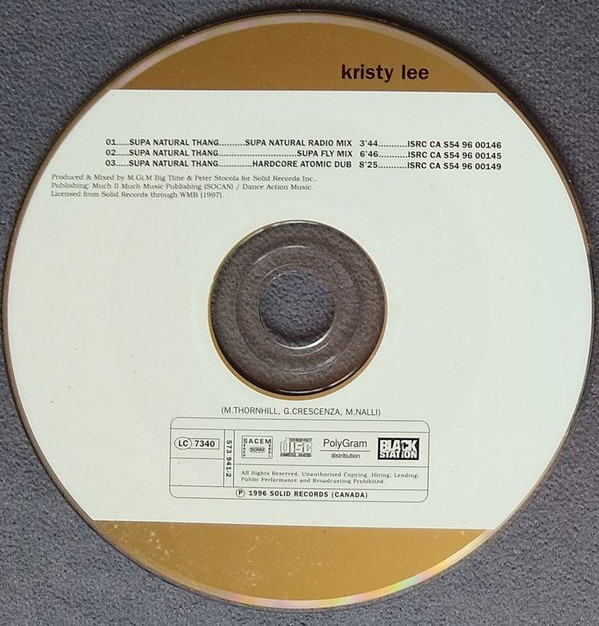 kristy lee
01.....SUPA NATURAL THANG..........SUPA NATURAL RADIO MIX 3'44...........ISRC CA S54 96 00146
02.....SUPA NATURAL THANG..............................SUPA FLY MIX 6'46...........ISRC CA S54 96 00145
03.....SUPA NATURAL THANG.............HARDCORE ATOMIC DUB 8'25...........ISRC CA S54 96 00149
Produced & Mixed by M.GLM Big Time & Peter Stocola for Solid Records Inc..
Publishing: Much II Much Music Publishing (SOCAN) / Dance Action Music.
Licensed from Solid Records through WMB (1997).
(M.THORNHILL, G.CRESCENZA, M.NALLI)
LC 7340
573 941-2
SACEM
COMPACT
disc
DIGITAL AUDIO
PolyGram
distribution
BLACK
STATION
All Rights Reserved. Unauthorized Copying, Hiring, Lending,
Public Performance and Broadcasting Prohibited.
℗ 1996 SOLID RECORDS (CANADA)